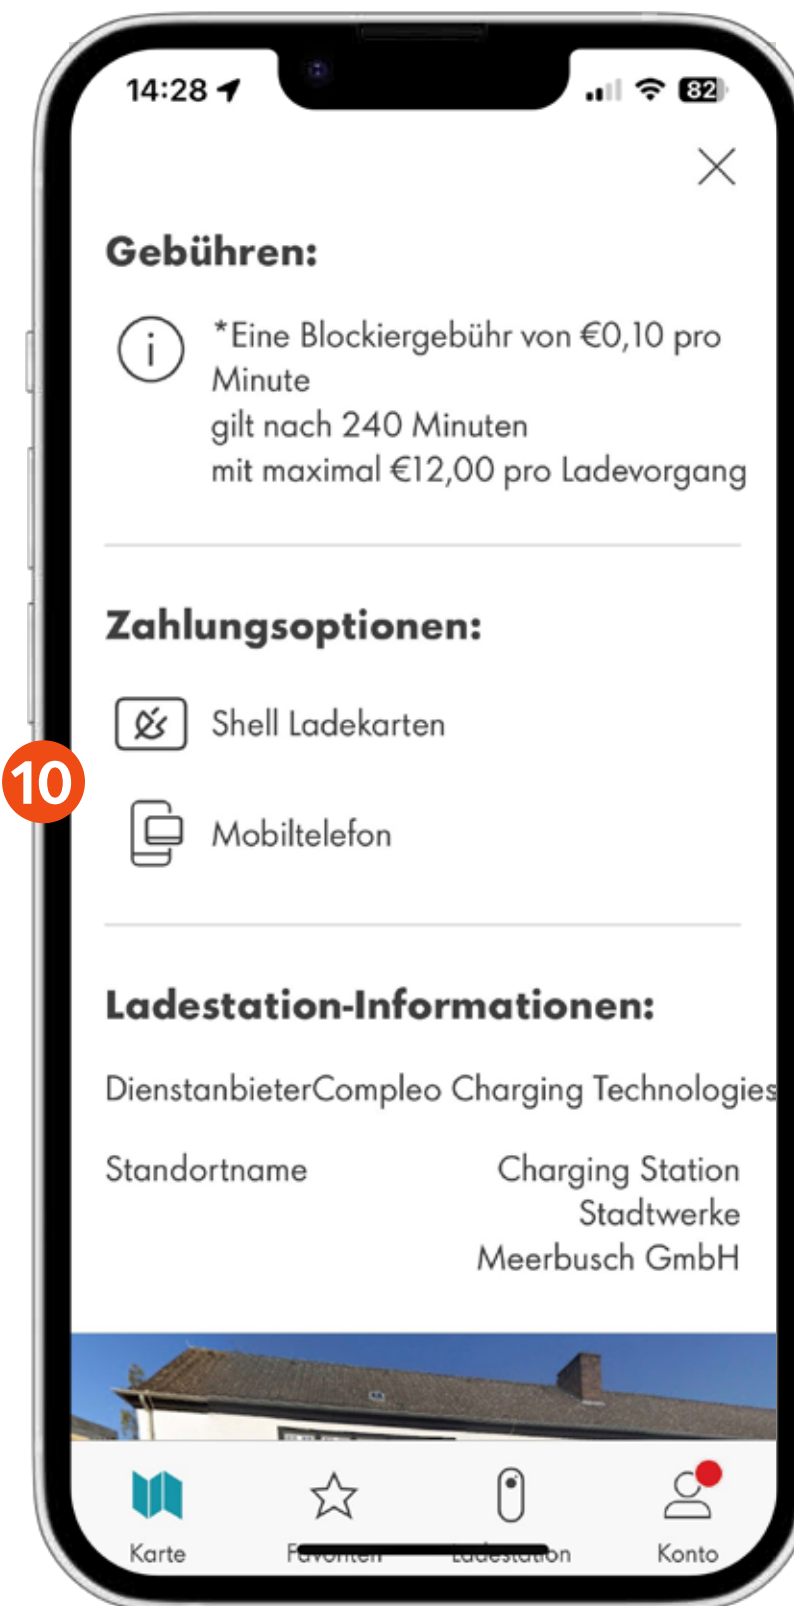 14:28
82
Gebühren:
*Eine Blockiergebühr von €0,10 pro
Minute
gilt nach 240 Minuten
mit maximal €12,00 pro Ladevorgang
Zahlungsoptionen:
Shell Ladekarten
10
Mobiltelefon
Ladestation-Informationen:
DienstanbieterCompleo Charging Technologies
Standortname Charging Station
Stadtwerke
Meerbusch GmbH
Karte Favoriten Ladestation Konto